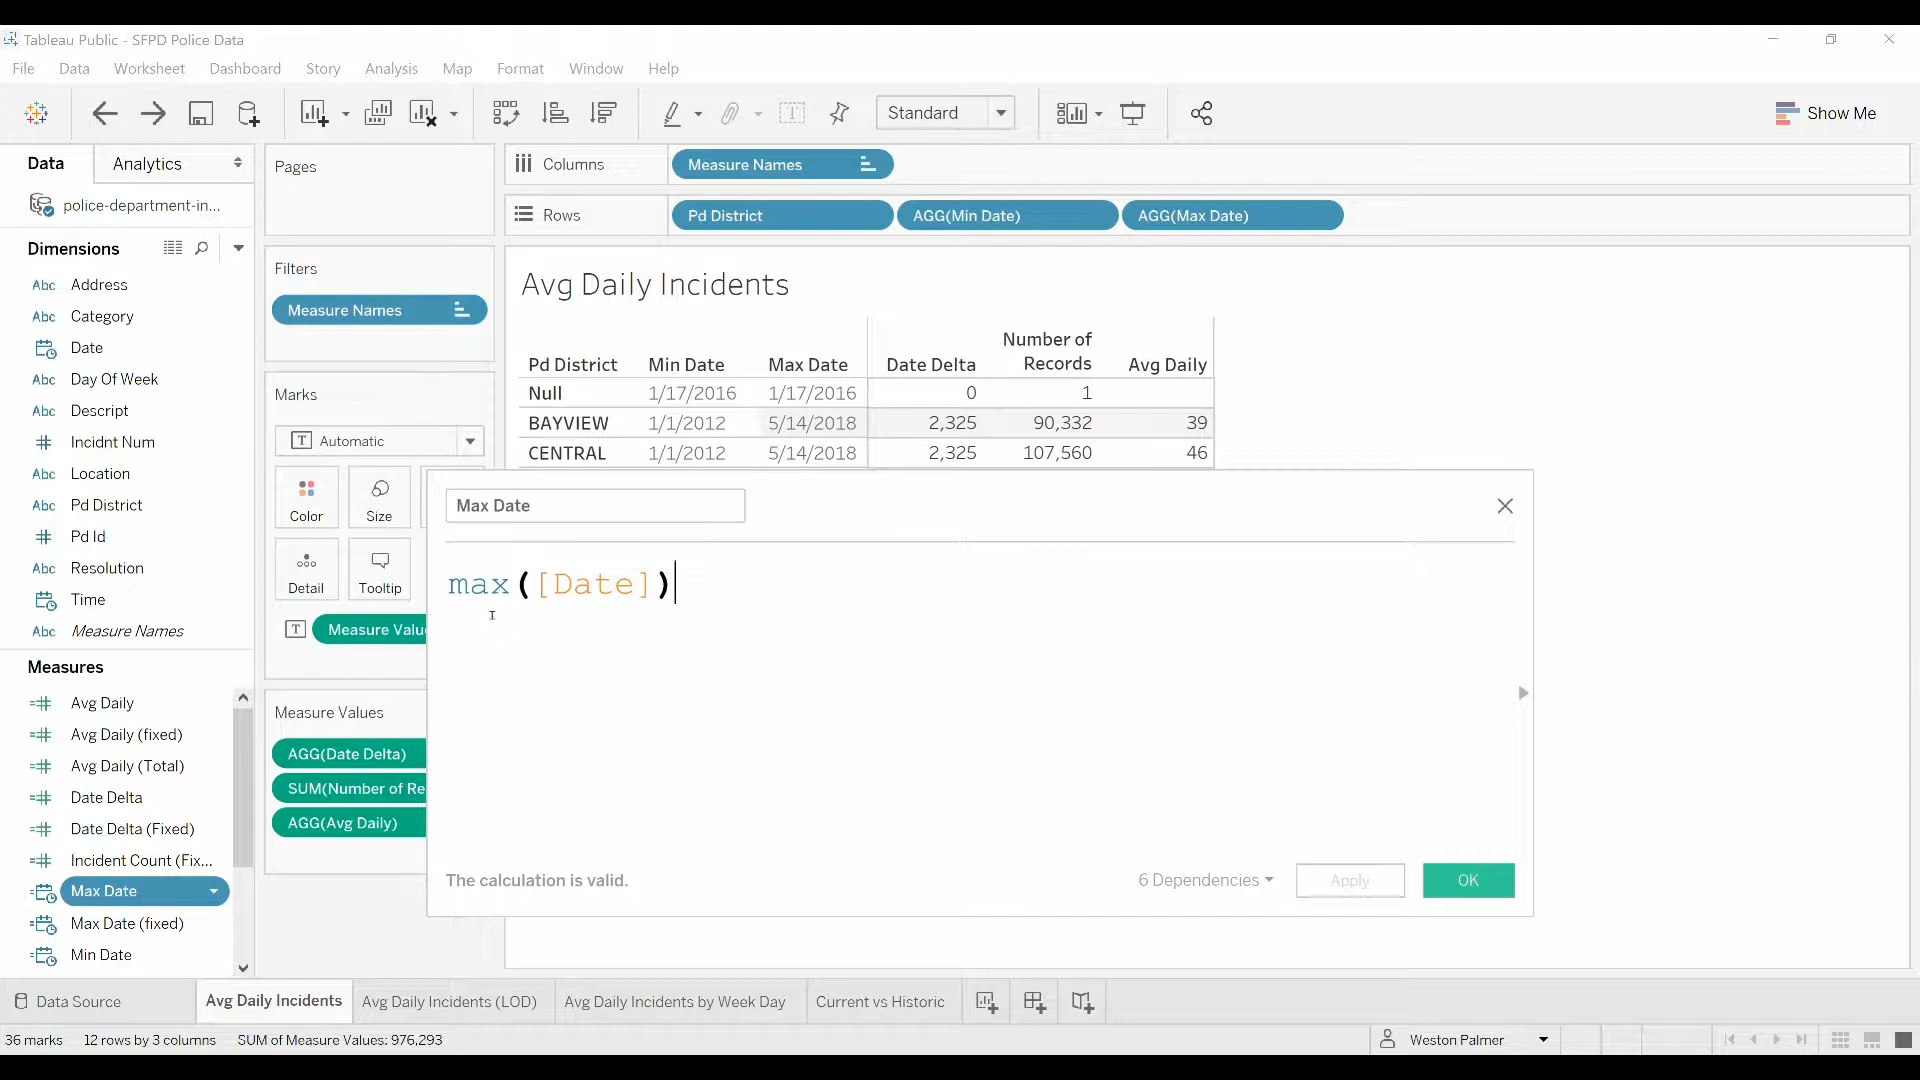 Tableau Public - SFPD Police Data
File Data Worksheet Dashboard Story Analysis Map Format Window Help
Standard
Show Me
Data Analytics
police-department-in...
Dimensions
Abc Address
Abc Category
Date
Abc Day Of Week
Abc Descript
# Incidnt Num
Abc Location
Abc Pd District
# Pd Id
Abc Resolution
Time
Abc Measure Names
Measures
=# Avg Daily
=# Avg Daily (fixed)
=# Avg Daily (Total)
=# Date Delta
=# Date Delta (Fixed)
=# Incident Count (Fix...
Max Date
Max Date (fixed)
Min Date
Pages
Filters
Measure Names
Marks
T Automatic
Color Size
Detail Tooltip
T Measure Valu
Measure Values
AGG(Date Delta)
SUM(Number of Re
AGG(Avg Daily)
Columns Measure Names
Rows Pd District AGG(Min Date) AGG(Max Date)
Avg Daily Incidents
Pd District Min Date Max Date Date Delta Number of Records Avg Daily
Null 1/17/2016 1/17/2016 0 1
BAYVIEW 1/1/2012 5/14/2018 2,325 90,332 39
CENTRAL 1/1/2012 5/14/2018 2,325 107,560 46
Max Date
max([Date])
The calculation is valid. 6 Dependencies Apply OK
Data Source Avg Daily Incidents Avg Daily Incidents (LOD) Avg Daily Incidents by Week Day Current vs Historic
36 marks 12 rows by 3 columns SUM of Measure Values: 976,293 Weston Palmer